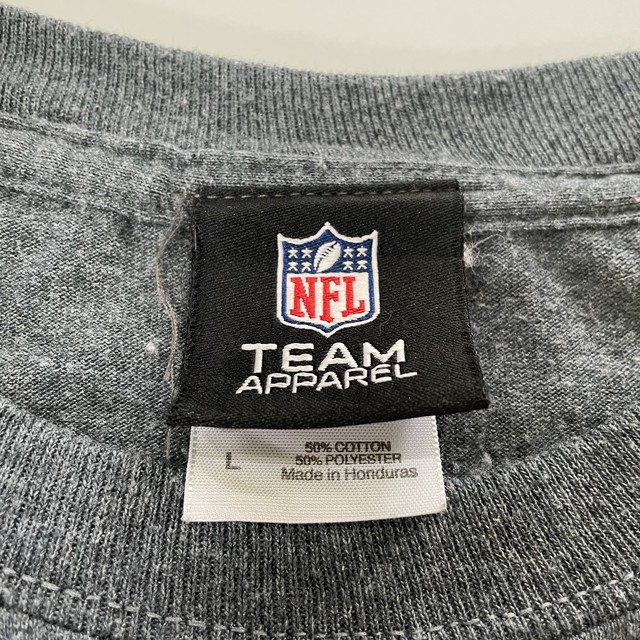 NFL
TEAM
APPAREL
L
50% COTTON
50% POLYESTER
Made in Honduras